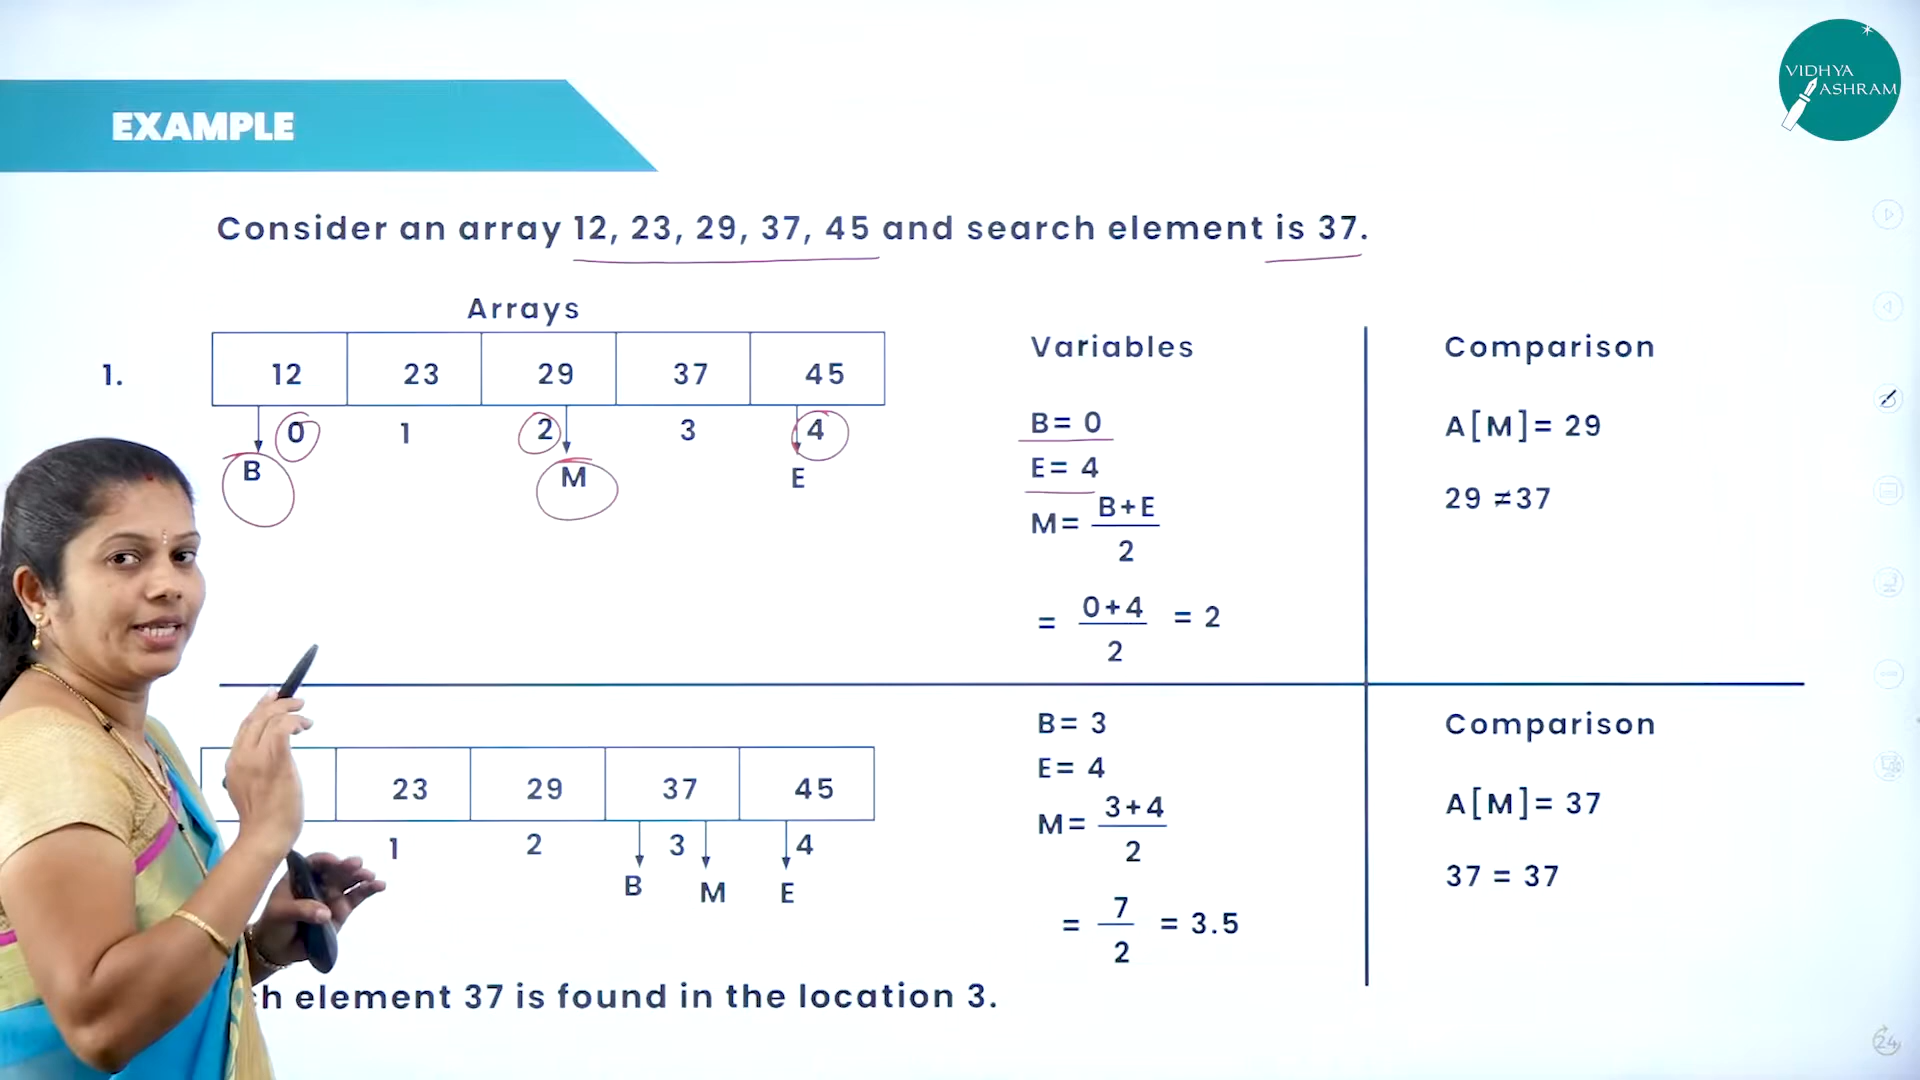 VIDHYA
ASHRAM
EXAMPLE
Consider an array 12, 23, 29, 37, 45 and search element is 37.
Arrays
1.
12 23 29 37 45
0 1 2 3 4
B M E
Variables
B= 0
E= 4
M= B+E
2
= 0+4 = 2
2
Comparison
A[M]= 29
29 ≠37
23 29 37 45
1 2 3 4
B M E
B= 3
E= 4
M= 3+4
2
= 7 = 3.5
2
Comparison
A[M]= 37
37 = 37
element 37 is found in the location 3.
24